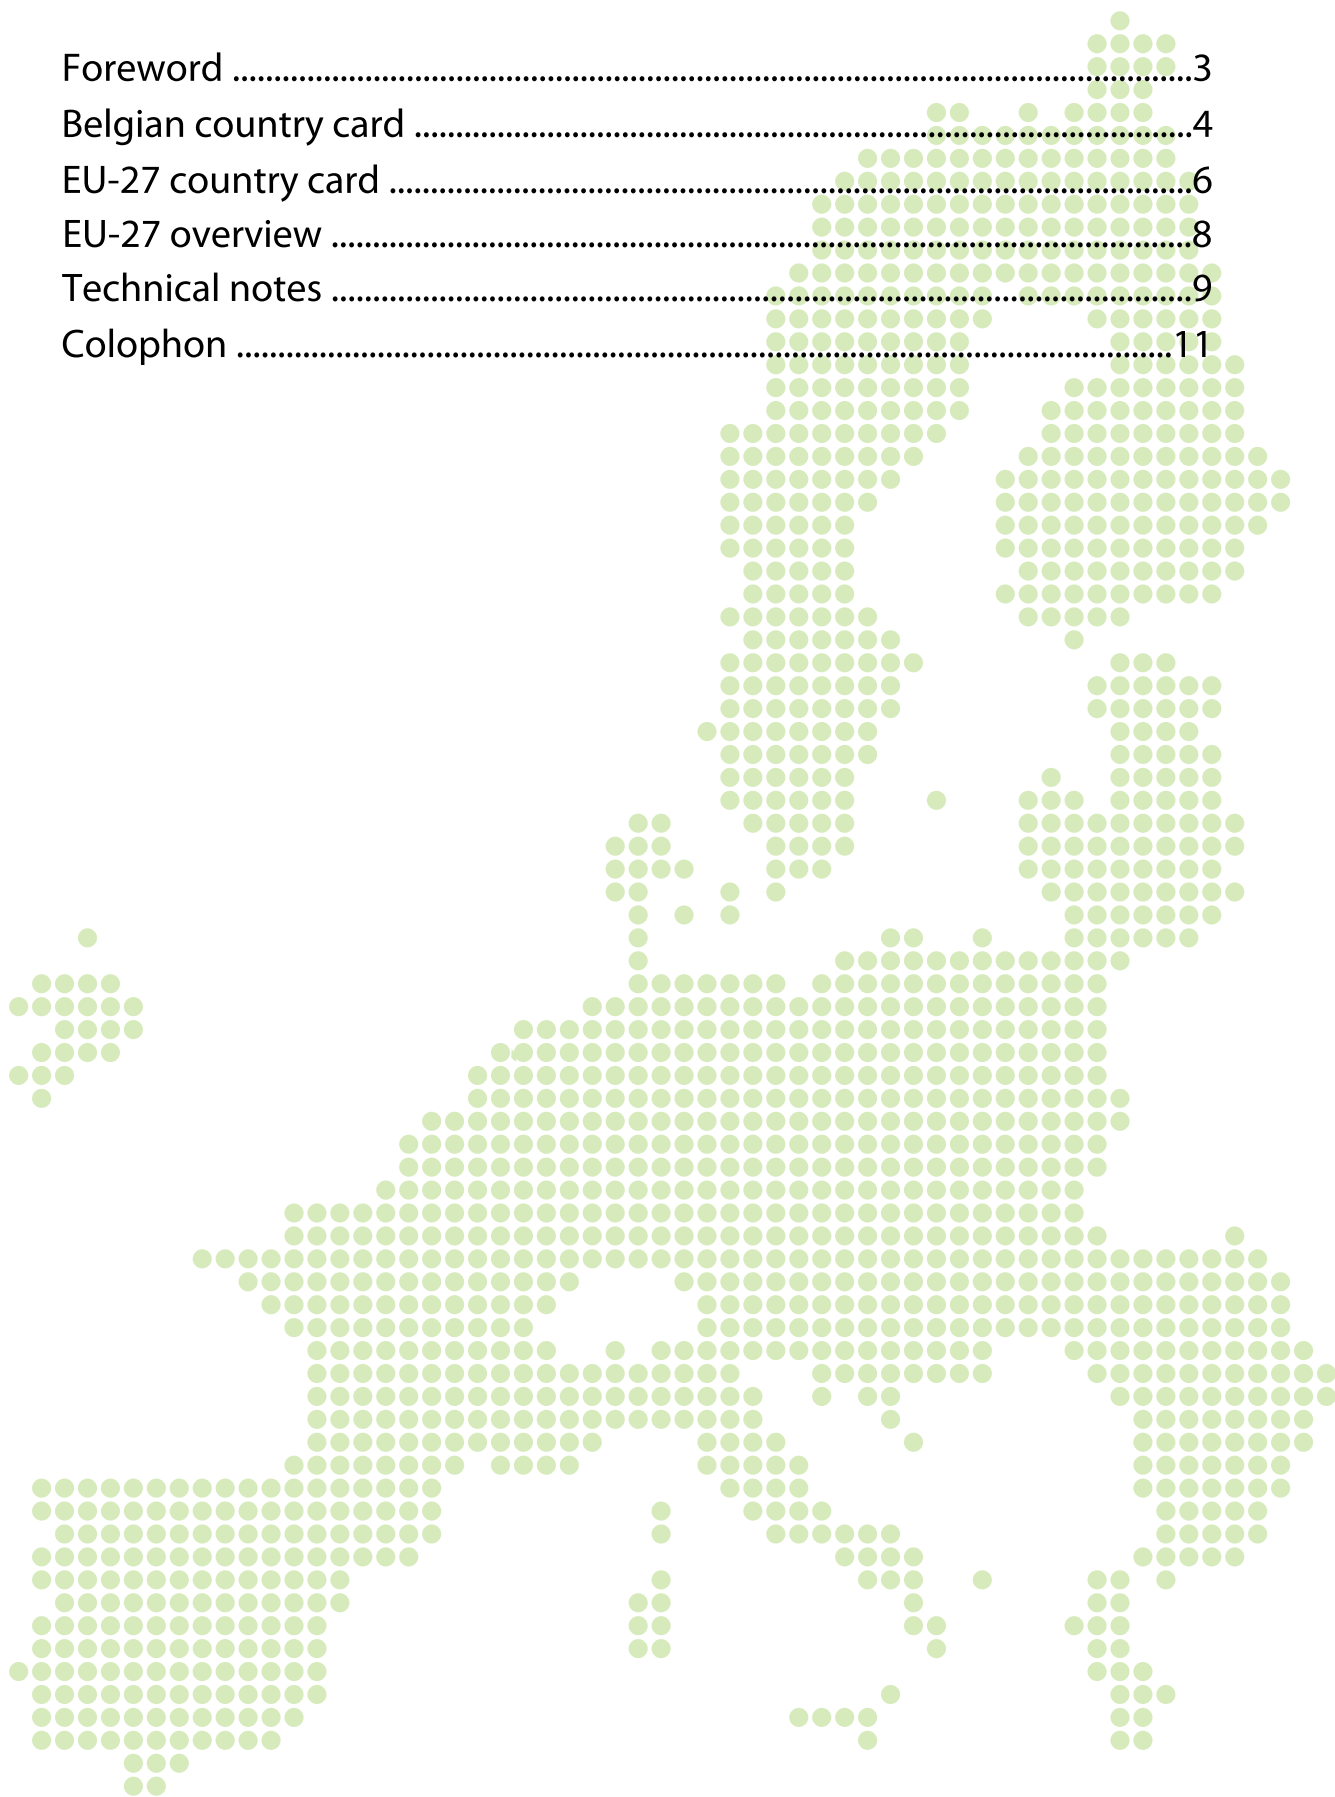 Foreword ........................................................................................................................3
Belgian country card .................................................................................................4
EU-27 country card ....................................................................................................6
EU-27 overview ...........................................................................................................8
Technical notes ...........................................................................................................9
Colophon ....................................................................................................................11